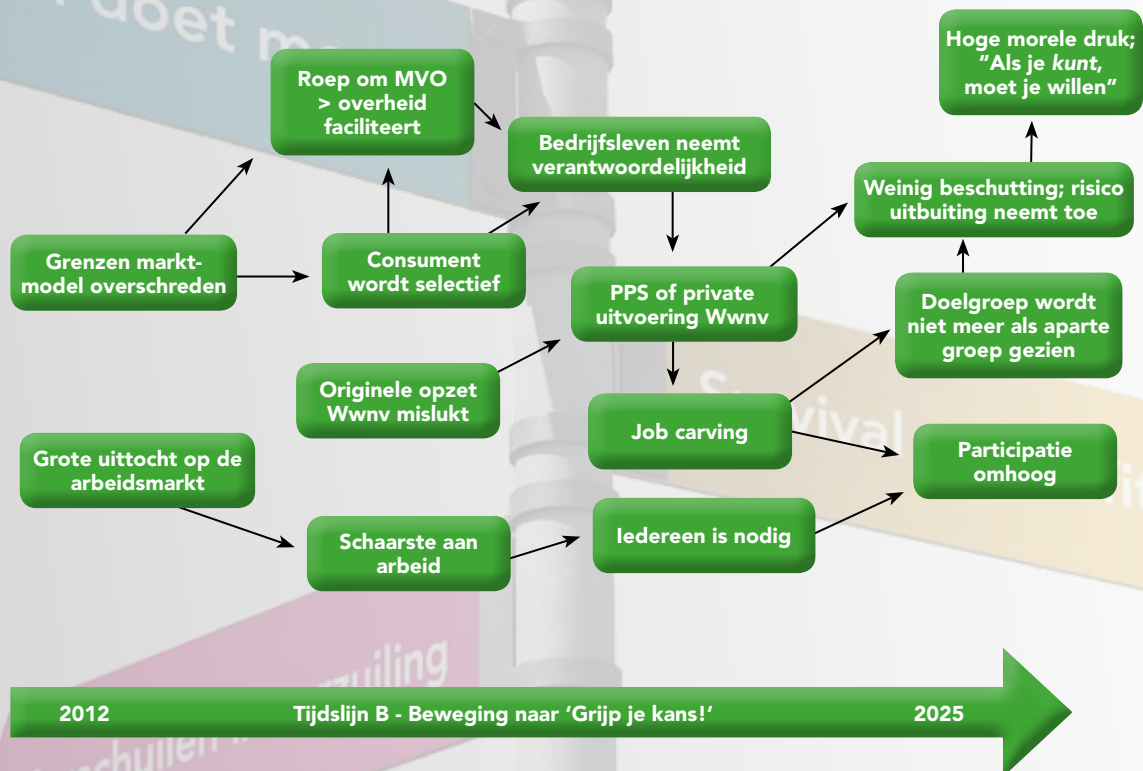 doet
Hoge morele druk;
“Als je kunt,
moet je willen”
Roep om MVO
> overheid
faciliteert
Bedrijfsleven neemt
verantwoordelijkheid
Weinig beschutting; risico
uitbuiting neemt toe
Grenzen markt-
model overschreden
Consument
wordt selectief
PPS of private
uitvoering Wwnv
Doelgroep wordt
niet meer als aparte
groep gezien
Originele opzet
Wwnv mislukt
Job carving
Participatie
omhoog
Grote uittocht op de
arbeidsmarkt
Schaarste aan
arbeid
Iedereen is nodig
2012 Tijdslijn B - Beweging naar ‘Grijp je kans!‘ 2025